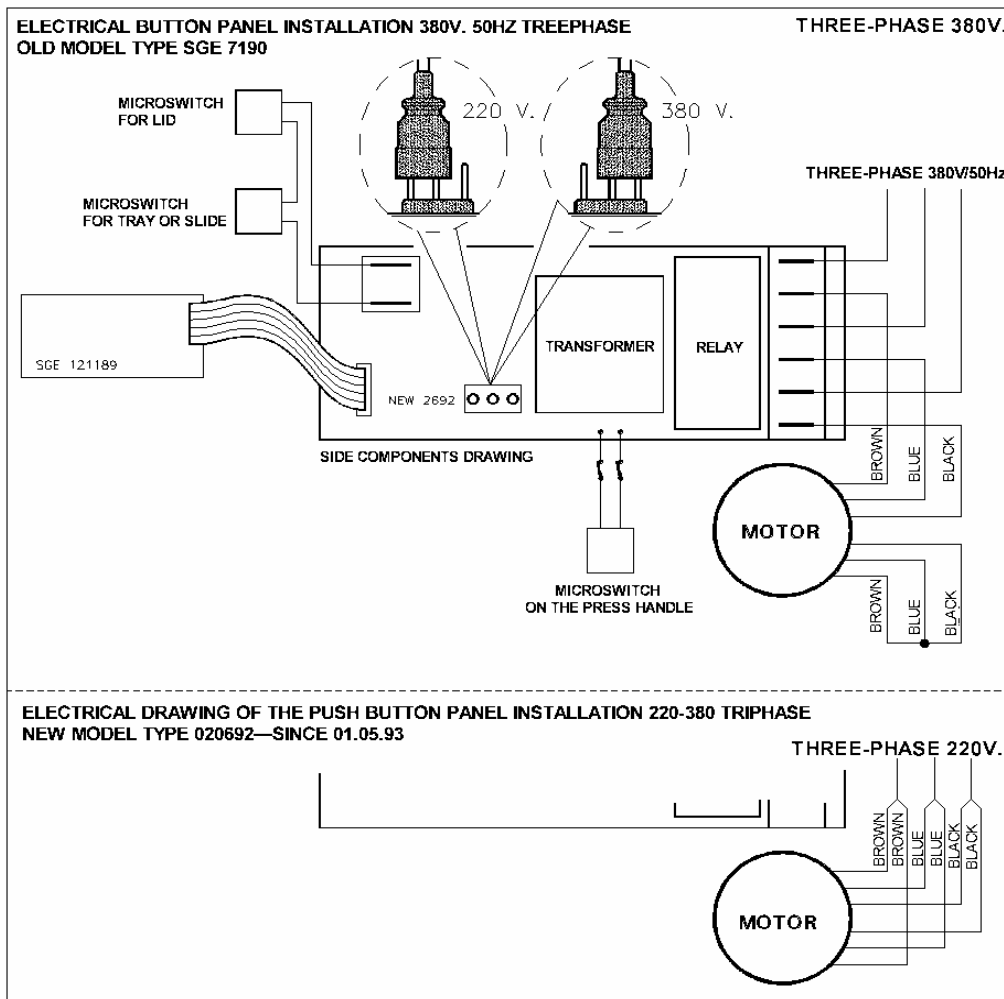 ELECTRICAL BUTTON PANEL INSTALLATION 380V. 50HZ TREEPHASE
OLD MODEL TYPE SGE 7190
THREE-PHASE 380V.
MICROSWITCH
FOR LID
220 V.
380 V.
THREE-PHASE 380V/50Hz
MICROSWITCH
FOR TRAY OR SLIDE
TRANSFORMER
RELAY
SGE 121189
NEW 2692
SIDE COMPONENTS DRAWING
BROWN
BLUE
BLACK
MOTOR
MICROSWITCH
ON THE PRESS HANDLE
BROWN
BLUE
BLACK
ELECTRICAL DRAWING OF THE PUSH BUTTON PANEL INSTALLATION 220-380 TRIPHASE
NEW MODEL TYPE 020692—SINCE 01.05.93
THREE-PHASE 220V.
BROWN
BROWN
BLUE
BLUE
BLACK
BLACK
MOTOR